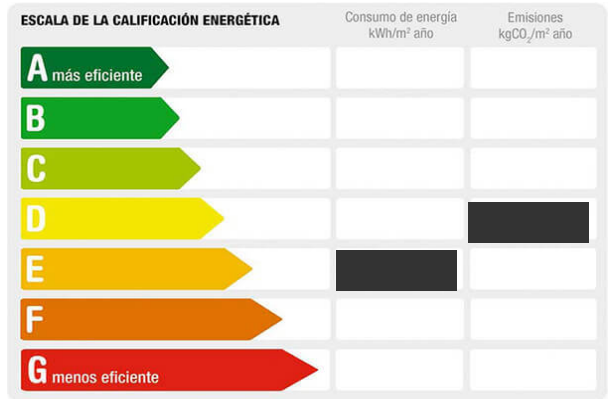 ESCALA DE LA CALIFICACIÓN ENERGÉTICA
Consumo de energía
kWh/m² año
Emisiones
kgCO₂/m² año
A más eficiente
B
C
D
E
F
G menos eficiente